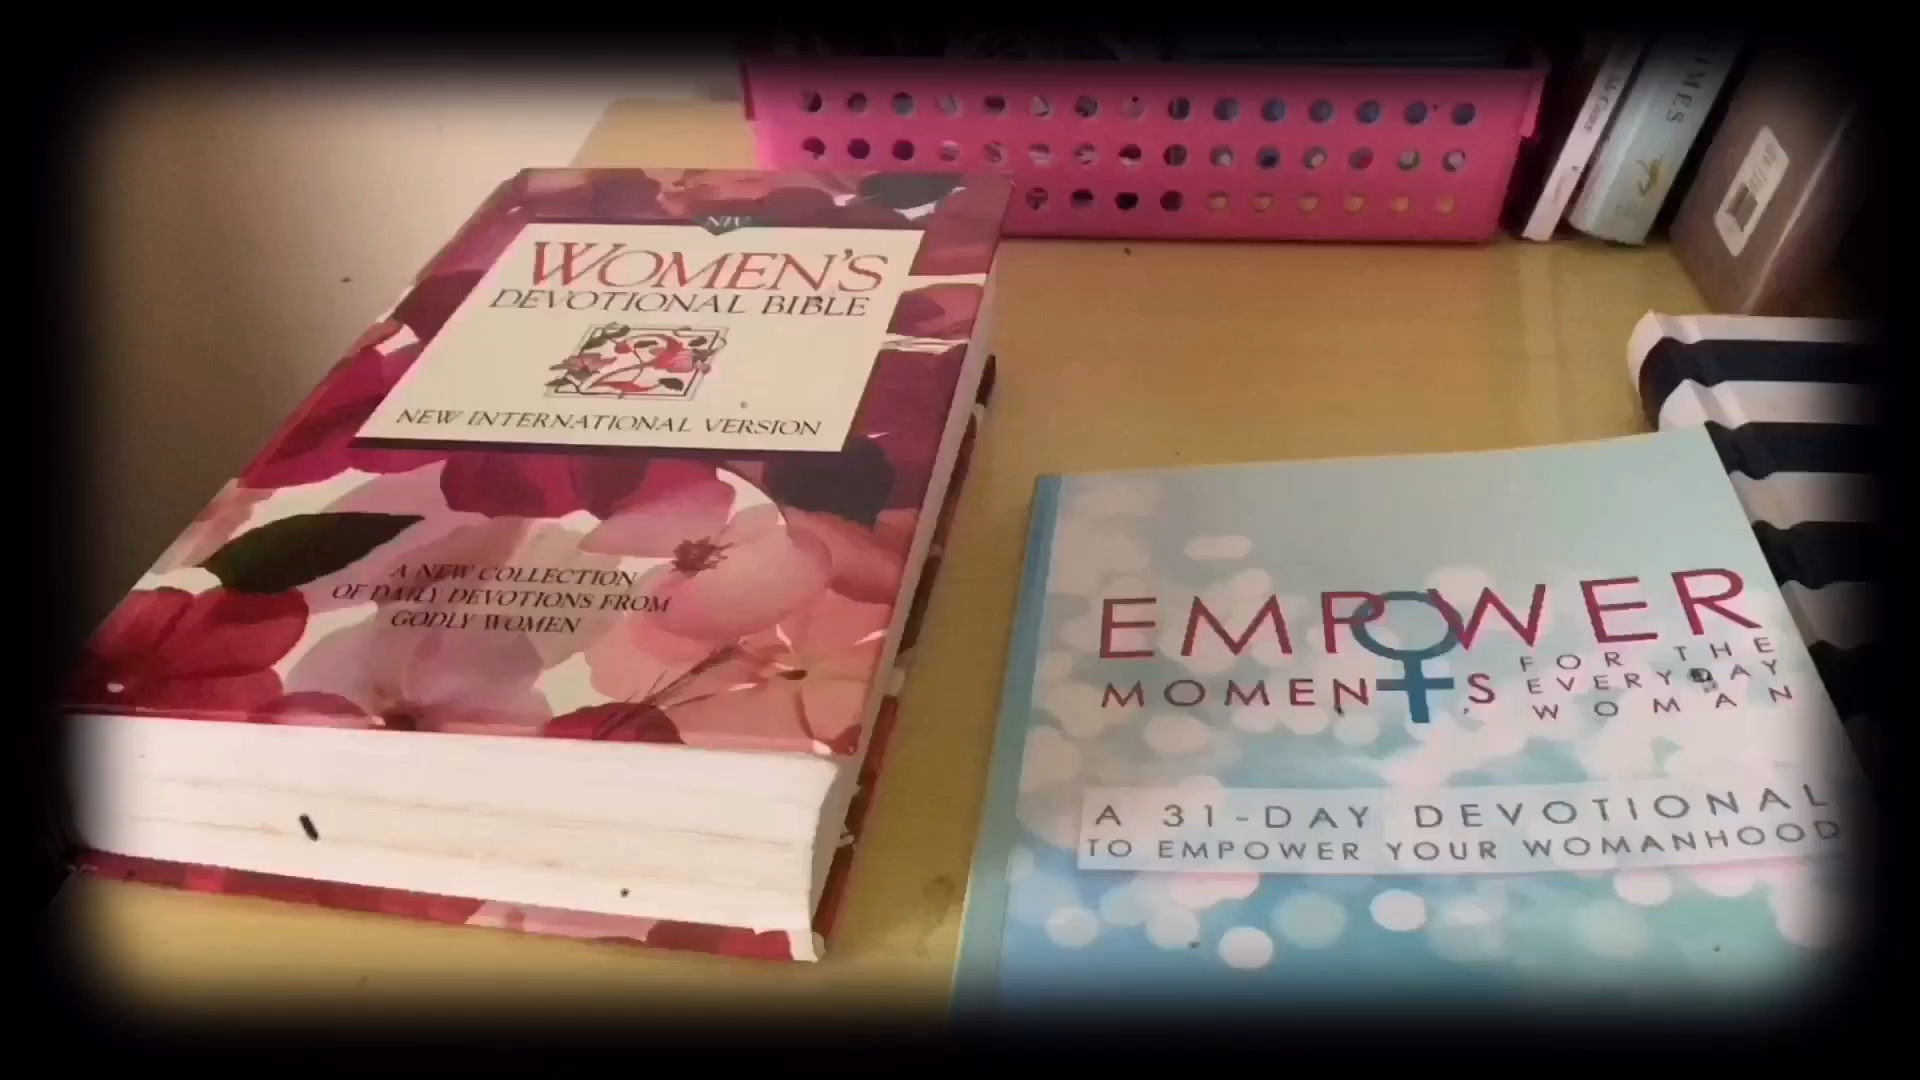 NIV
WOMEN'S
DEVOTIONAL BIBLE
2
NEW INTERNATIONAL VERSION
A NEW COLLECTION
OF DAILY DEVOTIONS FROM
GODLY WOMEN
EMPOWER
MOMENTS
FOR THE
EVERYDAY
WOMAN
A 31-DAY DEVOTIONAL
TO EMPOWER YOUR WOMANHOOD